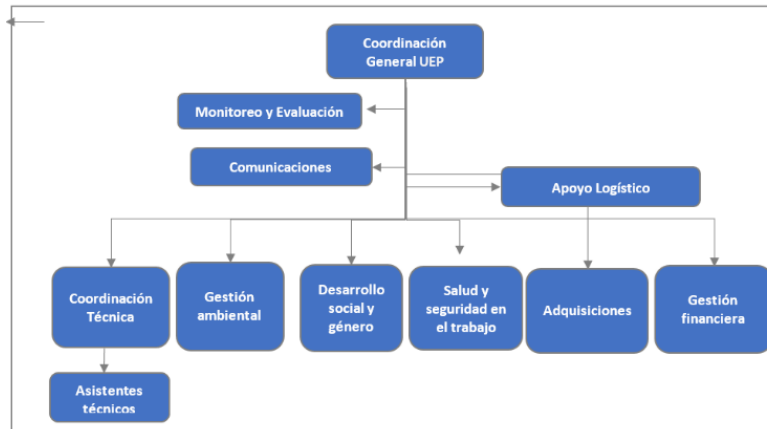 Coordinación
General UEP
Monitoreo y Evaluación
Comunicaciones
Apoyo Logístico
Coordinación
Técnica
Gestión
ambiental
Desarrollo
social y
género
Salud y
seguridad en
el trabajo
Adquisiciones
Gestión
financiera
Asistentes
técnicos